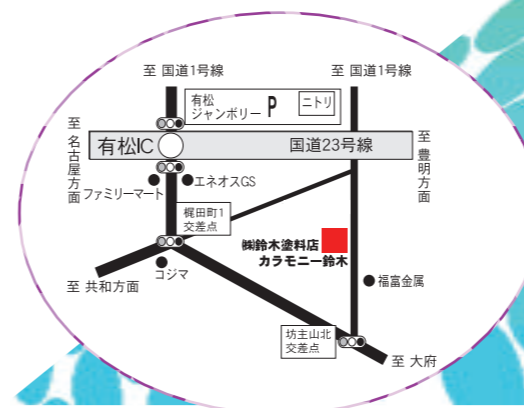 至 国道1号線
至 国道1号線
有松
ジャンボリー P
ニトリ
至 名古屋方面
有松IC
国道23号線
至 豊明方面
ファミリーマート
エネオスGS
梶田町1
交差点
㈱鈴木塗料店
カラモニー鈴木
コジマ
至 共和方面
福富金属
坊主山北
交差点
至 大府